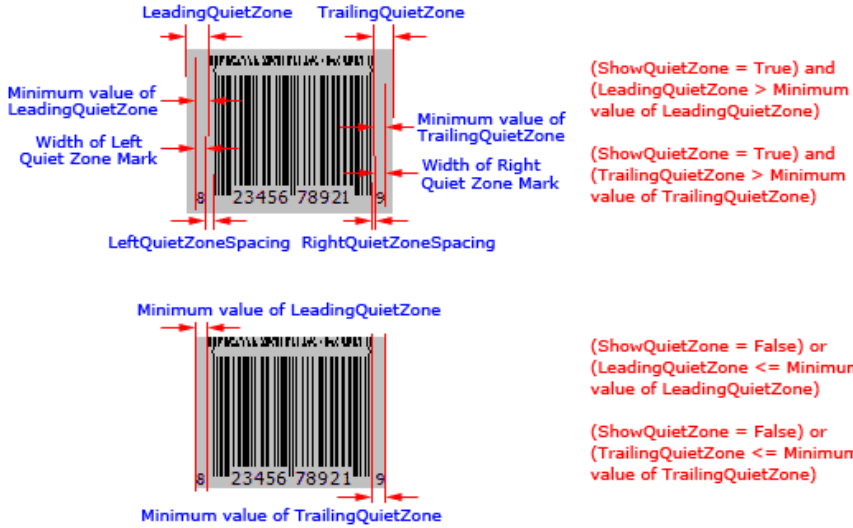 LeadingQuietZone
TrailingQuietZone
Minimum value of
LeadingQuietZone
Width of Left
Quiet Zone Mark
Minimum value of
TrailingQuietZone
Width of Right
Quiet Zone Mark
8 23456 78921 9
LeftQuietZoneSpacing
RightQuietZoneSpacing
(ShowQuietZone = True) and
(LeadingQuietZone > Minimum
value of LeadingQuietZone)
(ShowQuietZone = True) and
(TrailingQuietZone > Minimum
value of TrailingQuietZone)
Minimum value of LeadingQuietZone
8 23456 78921 9
Minimum value of TrailingQuietZone
(ShowQuietZone = False) or
(LeadingQuietZone <= Minimum
value of LeadingQuietZone)
(ShowQuietZone = False) or
(TrailingQuietZone <= Minimum
value of TrailingQuietZone)